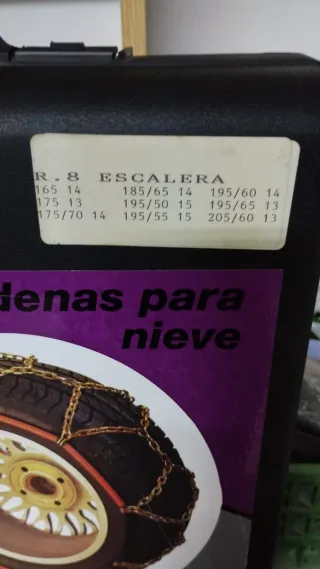 R.8 ESCALERA
165 14 185/65 14 195/60 14
175 13 195/50 15 195/65 13
175/70 14 195/55 15 205/60 13
denas para
nieve